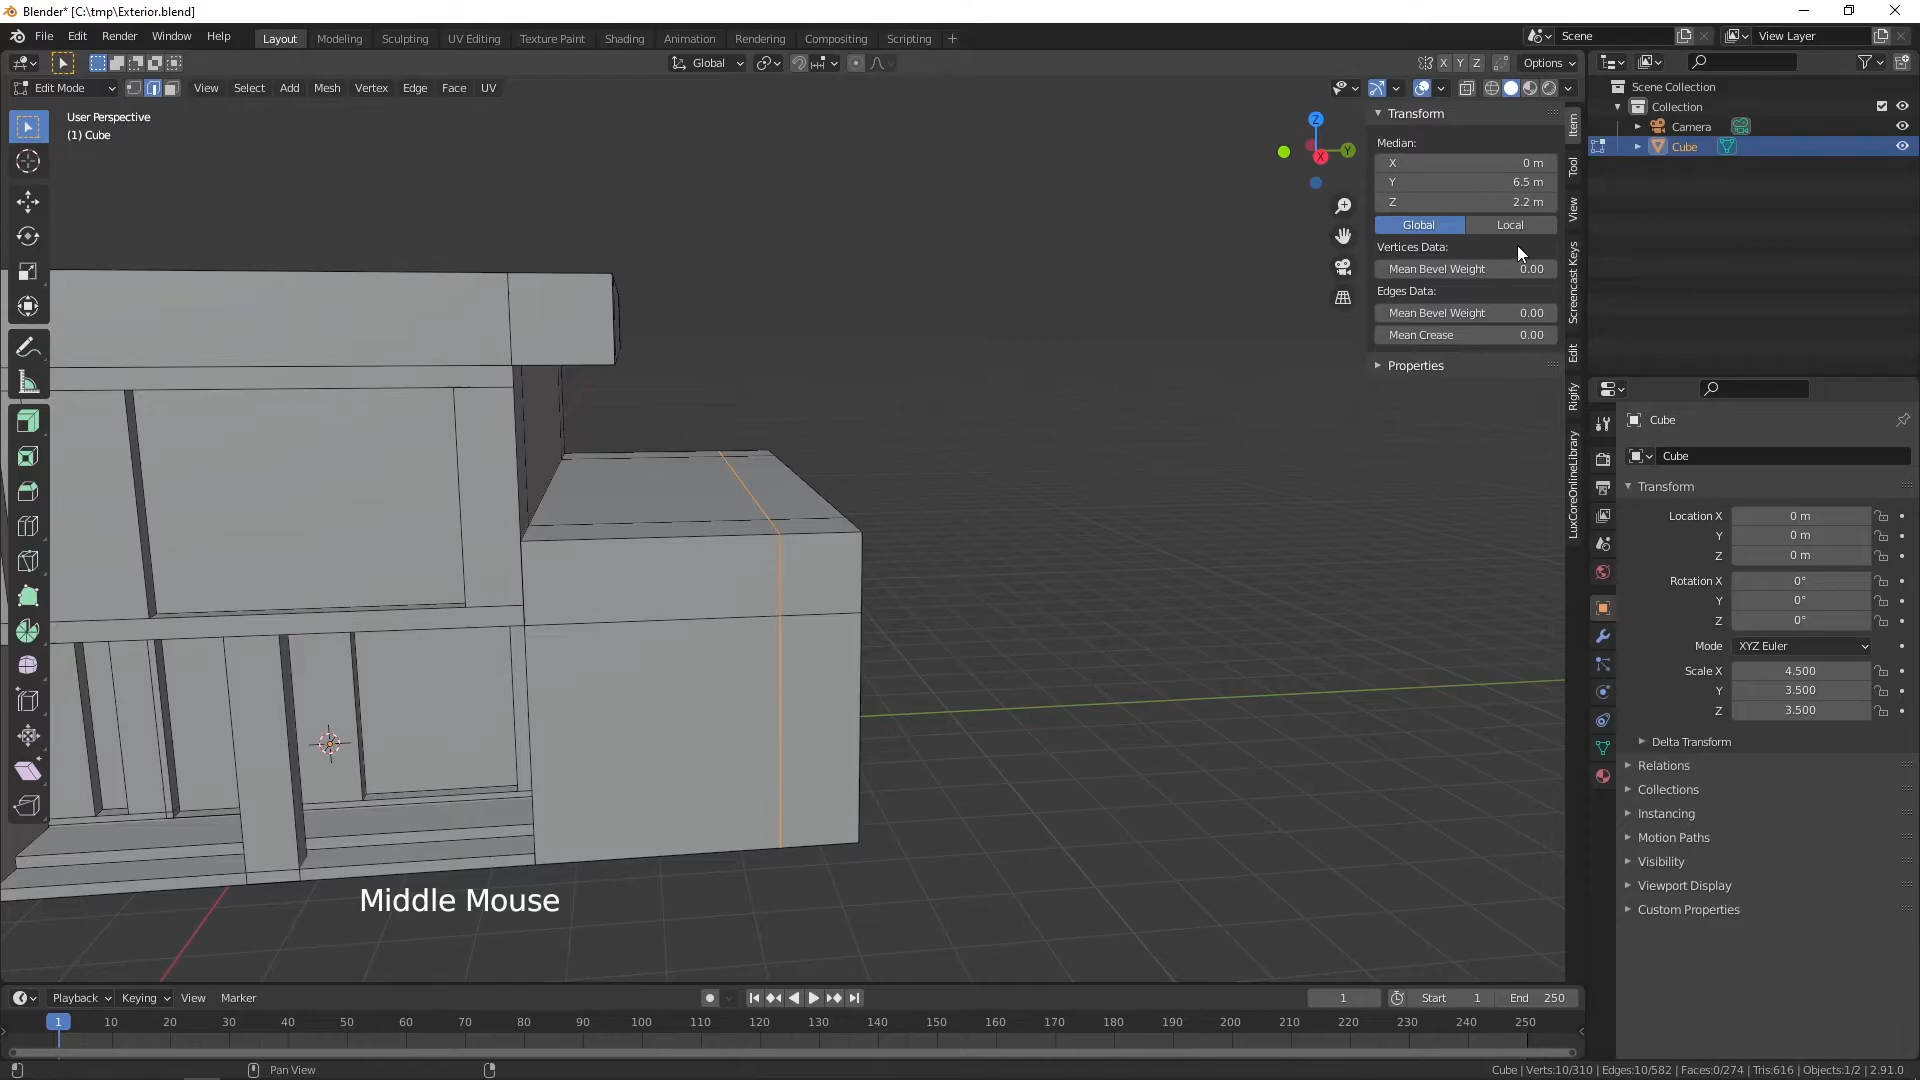 Blender* [C:\tmp\Exterior.blend]
File Edit Render Window Help
Layout Modeling Sculpting UV Editing Texture Paint Shading Animation Rendering Compositing Scripting +
Scene
View Layer
Global
X Y Z
Options
Edit Mode
View Select Add Mesh Vertex Edge Face UV
User Perspective
(1) Cube
Z
Y
X
Transform
Median:
X 0 m
Y 6.5 m
Z 2.2 m
Global Local
Vertices Data:
Mean Bevel Weight 0.00
Edges Data:
Mean Bevel Weight 0.00
Mean Crease 0.00
Properties
Item
Tool
View
Screencast Keys
Edit
Rigify
LuxCoreOnlineLibrary
Scene Collection
Collection
Camera
Cube
Cube
Cube
Transform
Location X 0 m
Y 0 m
Z 0 m
Rotation X 0°
Y 0°
Z 0°
Mode XYZ Euler
Scale X 4.500
Y 3.500
Z 3.500
Delta Transform
Relations
Collections
Instancing
Motion Paths
Visibility
Viewport Display
Custom Properties
Middle Mouse
Playback Keying View Marker
1 Start 1 End 250
1 10 20 30 40 50 60 70 80 90 100 110 120 130 140 150 160 170 180 190 200 210 220 230 240 250
Pan View
Cube | Verts:10/310 | Edges:10/582 | Faces:0/274 | Tris:616 | Objects:1/2 | 2.91.0